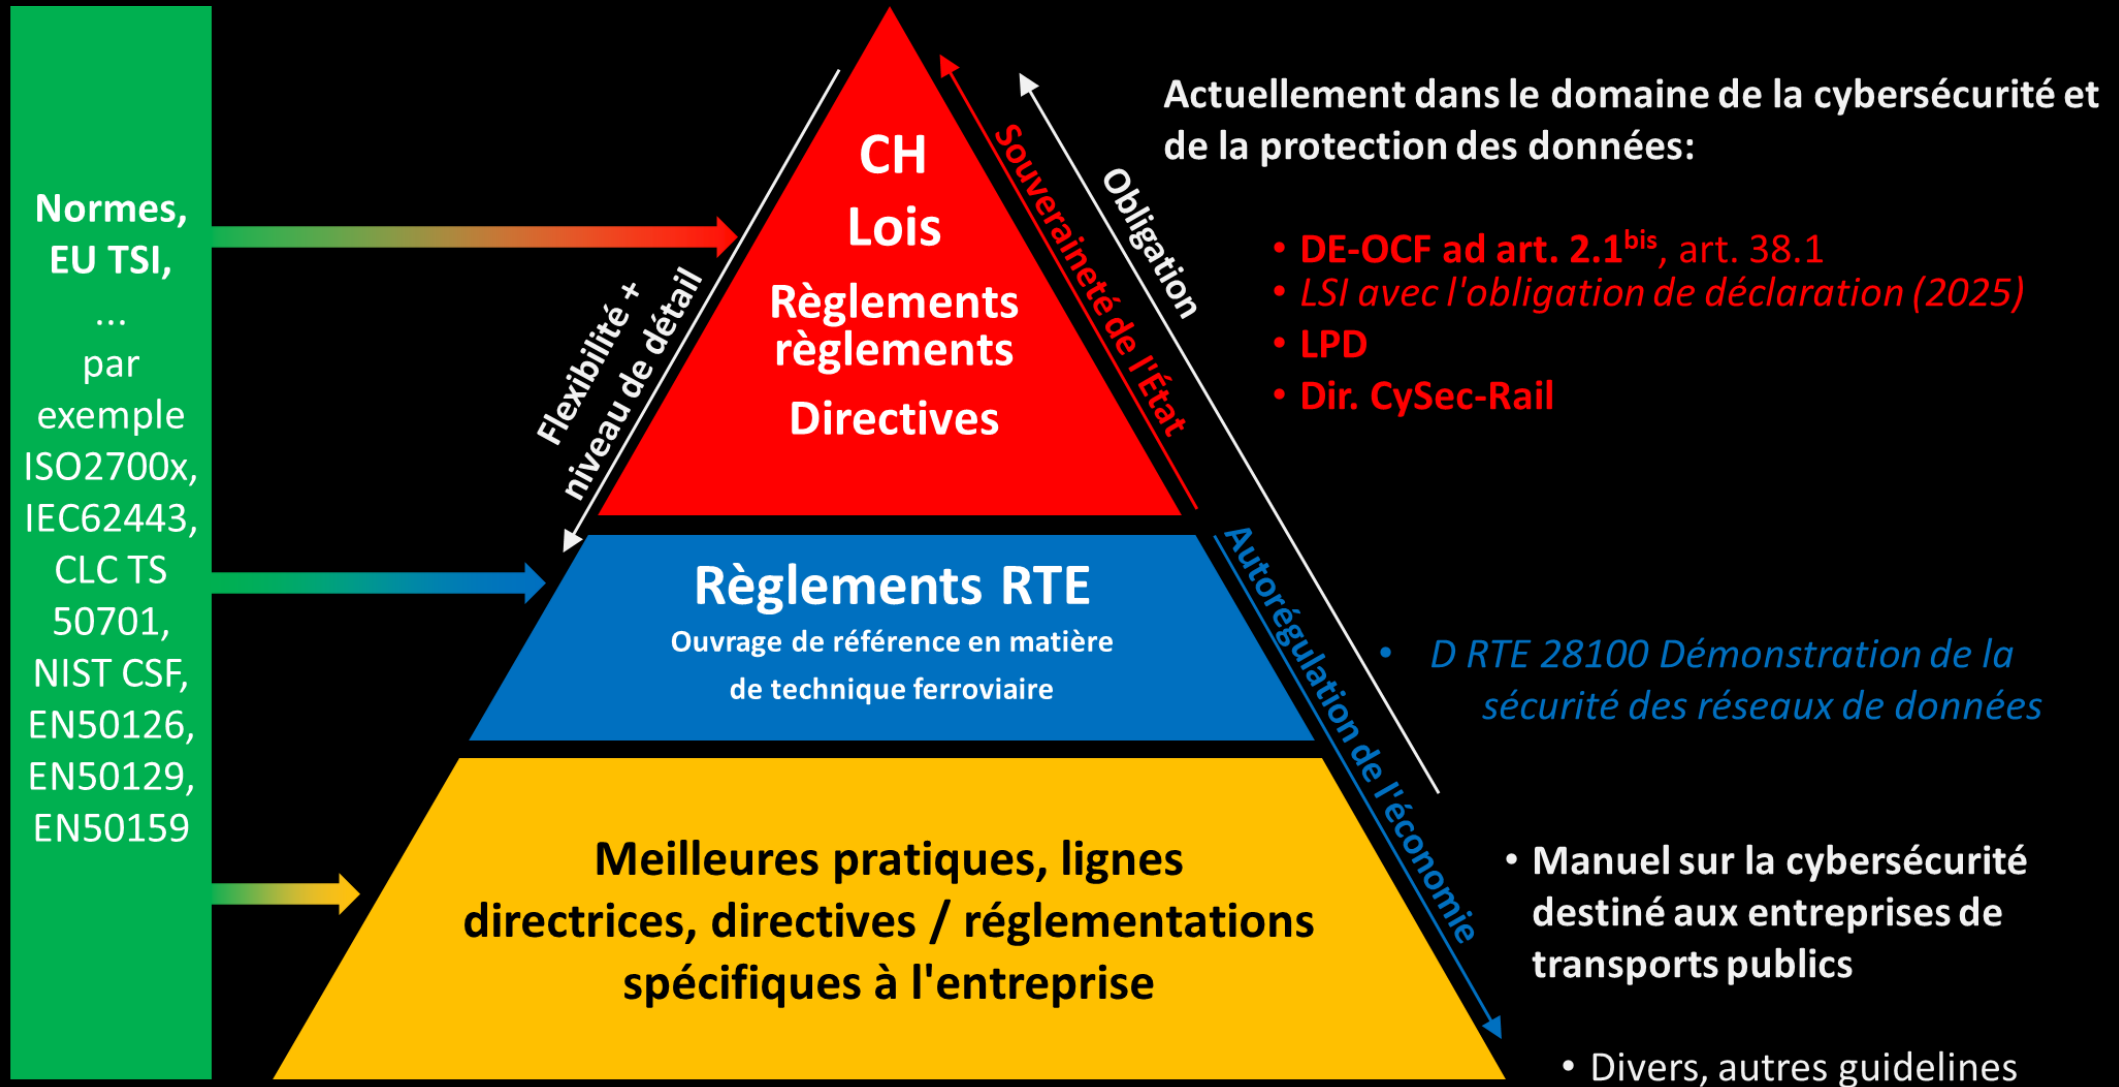 Normes,
EU TSI,
...
par
exemple
ISO2700x,
IEC62443,
CLC TS
50701,
NIST CSF,
EN50126,
EN50129,
EN50159
Flexibilité +
niveau de détail
CH
Lois
Règlements
règlements
Directives
Souveraineté de l'État
Obligation
Règlements RTE
Ouvrage de référence en matière
de technique ferroviaire
Autorégulation de l'économie
Meilleures pratiques, lignes
directrices, directives / réglementations
spécifiques à l'entreprise
Actuellement dans le domaine de la cybersécurité et
de la protection des données:
• DE-OCF ad art. 2.1bis, art. 38.1
• LSI avec l'obligation de déclaration (2025)
• LPD
• Dir. CySec-Rail
• D RTE 28100 Démonstration de la
sécurité des réseaux de données
• Manuel sur la cybersécurité
destiné aux entreprises de
transports publics
• Divers, autres guidelines